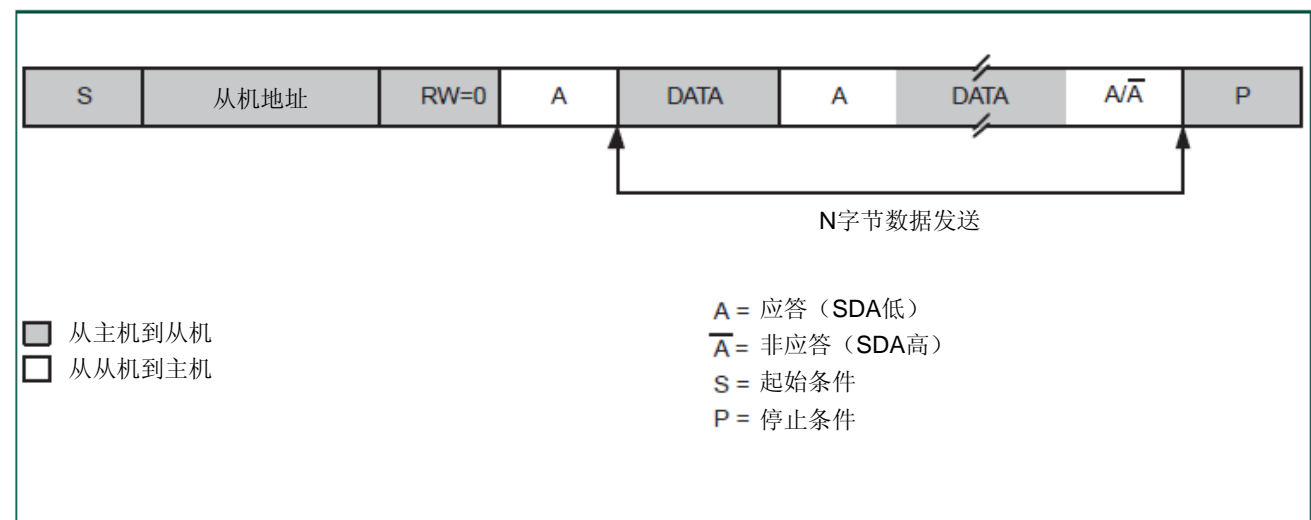 S 从机地址 RW=0 A DATA A DATA A/A̅ P
N字节数据发送
从主机到从机
从从机到主机
A = 应答（SDA低）
A̅ = 非应答（SDA高）
S = 起始条件
P = 停止条件